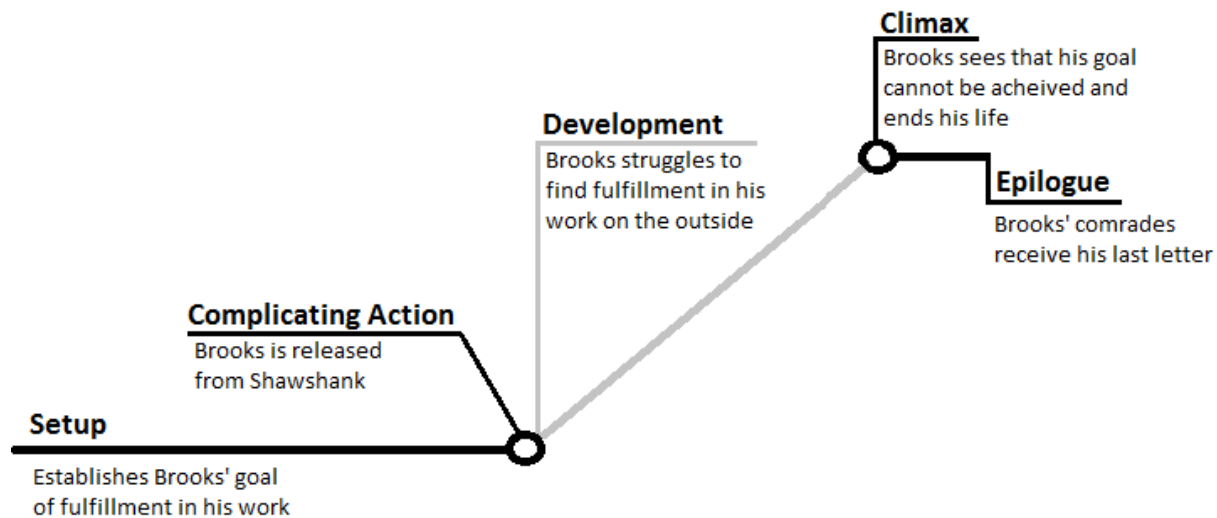 Climax
Brooks sees that his goal
cannot be acheived and
ends his life
Development
Brooks struggles to
find fulfillment in his
work on the outside
Epilogue
Brooks' comrades
receive his last letter
Complicating Action
Brooks is released
from Shawshank
Setup
Establishes Brooks' goal
of fulfillment in his work